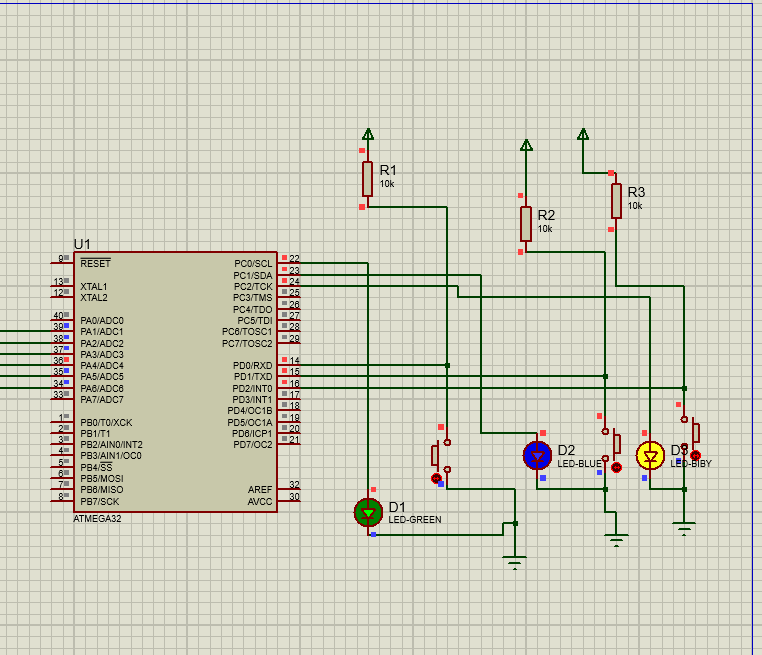 R1
10k
R2
10k
R3
10k
U1
9
RESET
13
XTAL1
12
XTAL2
40
PA0/ADC0
39
PA1/ADC1
38
PA2/ADC2
37
PA3/ADC3
36
PA4/ADC4
35
PA5/ADC5
34
PA6/ADC6
33
PA7/ADC7
1
PB0/T0/XCK
2
PB1/T1
3
PB2/AIN0/INT2
4
PB3/AIN1/OC0
5
PB4/SS
6
PB5/MOSI
7
PB6/MISO
8
PB7/SCK
PC0/SCL
22
PC1/SDA
23
PC2/TCK
24
PC3/TMS
25
PC4/TDO
26
PC5/TDI
27
PC6/TOSC1
28
PC7/TOSC2
29
PD0/RXD
14
PD1/TXD
15
PD2/INT0
16
PD3/INT1
17
PD4/OC1B
18
PD5/OC1A
19
PD6/ICP1
20
PD7/OC2
21
AREF
32
AVCC
30
ATMEGA32
D1
LED-GREEN
D2
LED-BLUE
D3
LED-BIBY